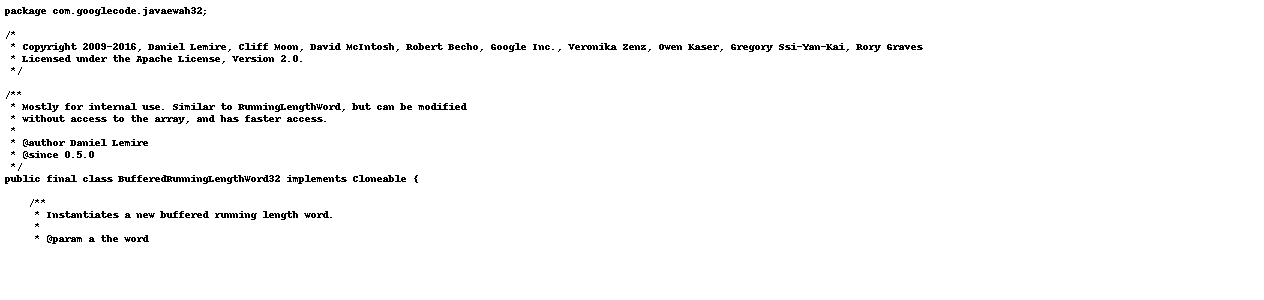 package com.googlecode.javaewah32;

/*
 * Copyright 2009-2016, Daniel Lemire, Cliff Moon, David McIntosh, Robert Becho, Google Inc., Veronika Zenz, Owen Kaser, Gregory Ssi-Yan-Kai, Rory Graves
 * Licensed under the Apache License, Version 2.0.
 */

/**
 * Mostly for internal use. Similar to RunningLengthWord, but can be modified
 * without access to the array, and has faster access.
 *
 * @author Daniel Lemire
 * @since 0.5.0
 */
public final class BufferedRunningLengthWord32 implements Cloneable {

    /**
     * Instantiates a new buffered running length word.
     *
     * @param a the word